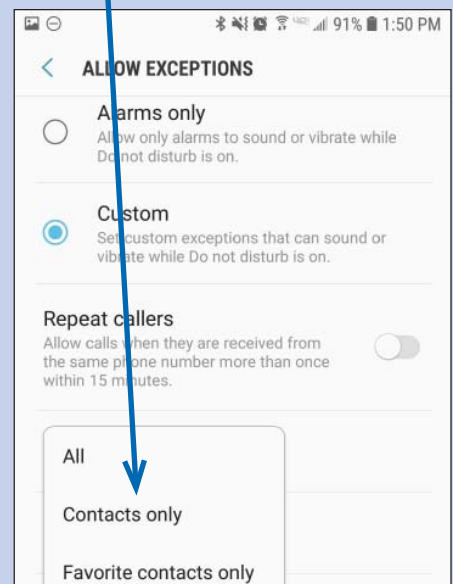 91% 1:50 PM
ALLOW EXCEPTIONS
Alarms only
Allow only alarms to sound or vibrate while
Do not disturb is on.
Custom
Set custom exceptions that can sound or
vibrate while Do not disturb is on.
Repeat callers
Allow calls when they are received from
the same phone number more than once
within 15 minutes.
All
Contacts only
Favorite contacts only